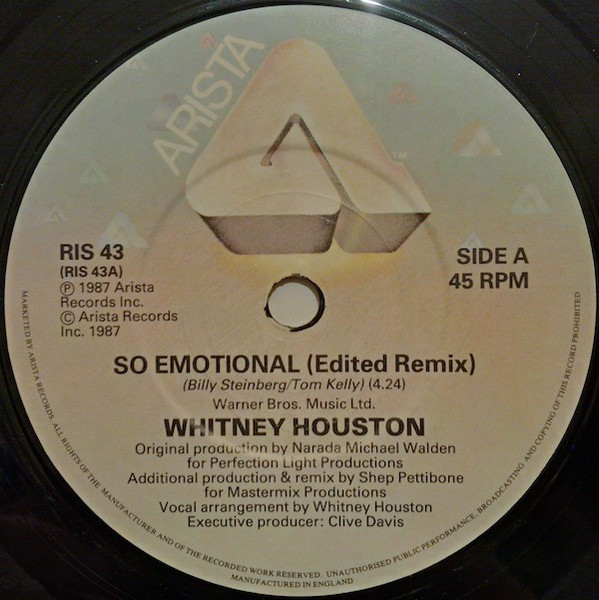 ARISTA
TM
RIS 43
(RIS 43A)
Ⓟ 1987 Arista
Records Inc.
© Arista Records
Inc. 1987
SIDE A
45 RPM
SO EMOTIONAL (Edited Remix)
(Billy Steinberg/Tom Kelly) (4.24)
Warner Bros. Music Ltd.
WHITNEY HOUSTON
Original production by Narada Michael Walden
for Perfection Light Productions
Additional production & remix by Shep Pettibone
for Mastermix Productions
Vocal arrangement by Whitney Houston
Executive producer: Clive Davis
MARKETED BY ARISTA RECORDS. ALL RIGHTS OF THE MANUFACTURER AND OF THE RECORDED WORK RESERVED. UNAUTHORISED PUBLIC PERFORMANCE, BROADCASTING AND COPYING OF THIS RECORD PROHIBITED
MANUFACTURED IN ENGLAND